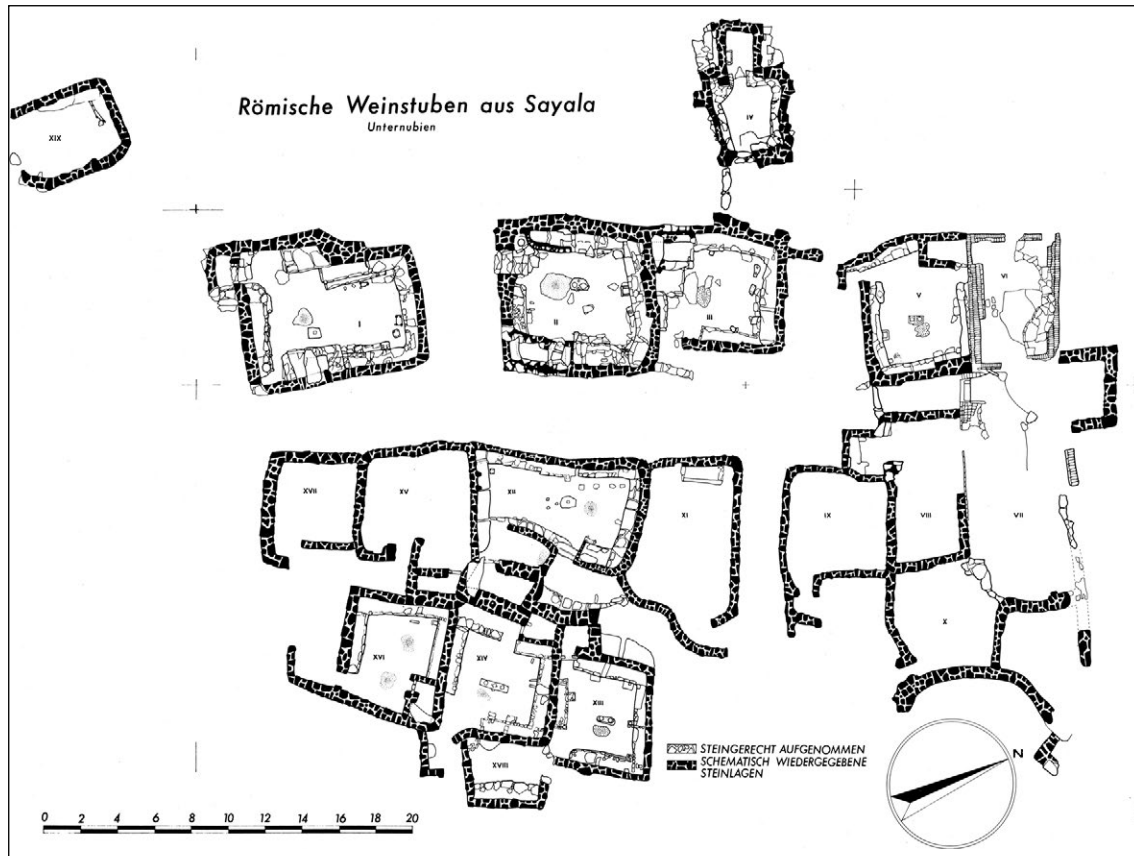 Römische Weinstuben aus Sayala
Unternubien
XIX
IV
I
II
III
V
VI
XVII
XV
XII
XI
IX
VIII
VII
X
XVI
XIV
XIII
XVIII
STEINGERECHT AUFGENOMMEN
SCHEMATISCH WIEDERGEGEBENE
STEINLAGEN
N
0 2 4 6 8 10 12 14 16 18 20